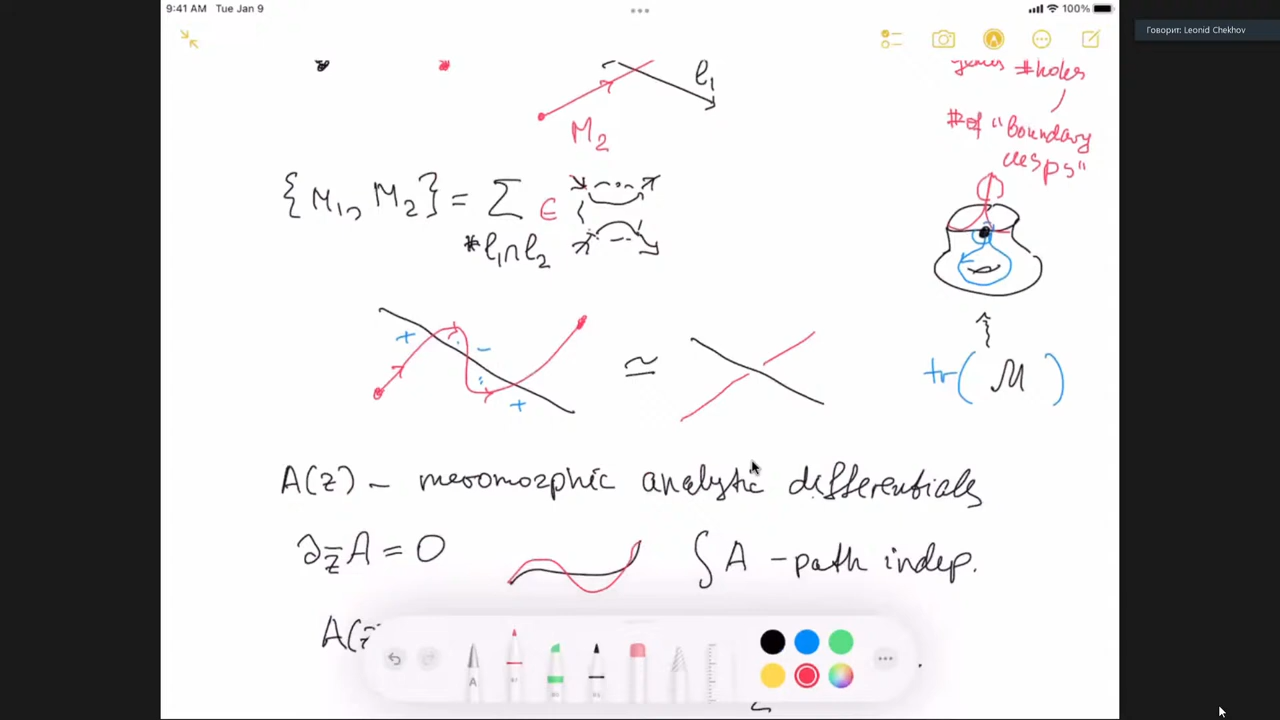 9:41 AM Tue Jan 9
100%
Говорит: Leonid Chekhov
ℓ₁
M₂
genus #holes
# of "Boundary
cusps"
{M₁, M₂} = Σ ∈
* ℓ₁∩ℓ₂
+ - +
≃
tr( M )
A(z) – meromorphic analytic differentials
∂z̄ A = 0 ∫ A – path indep.